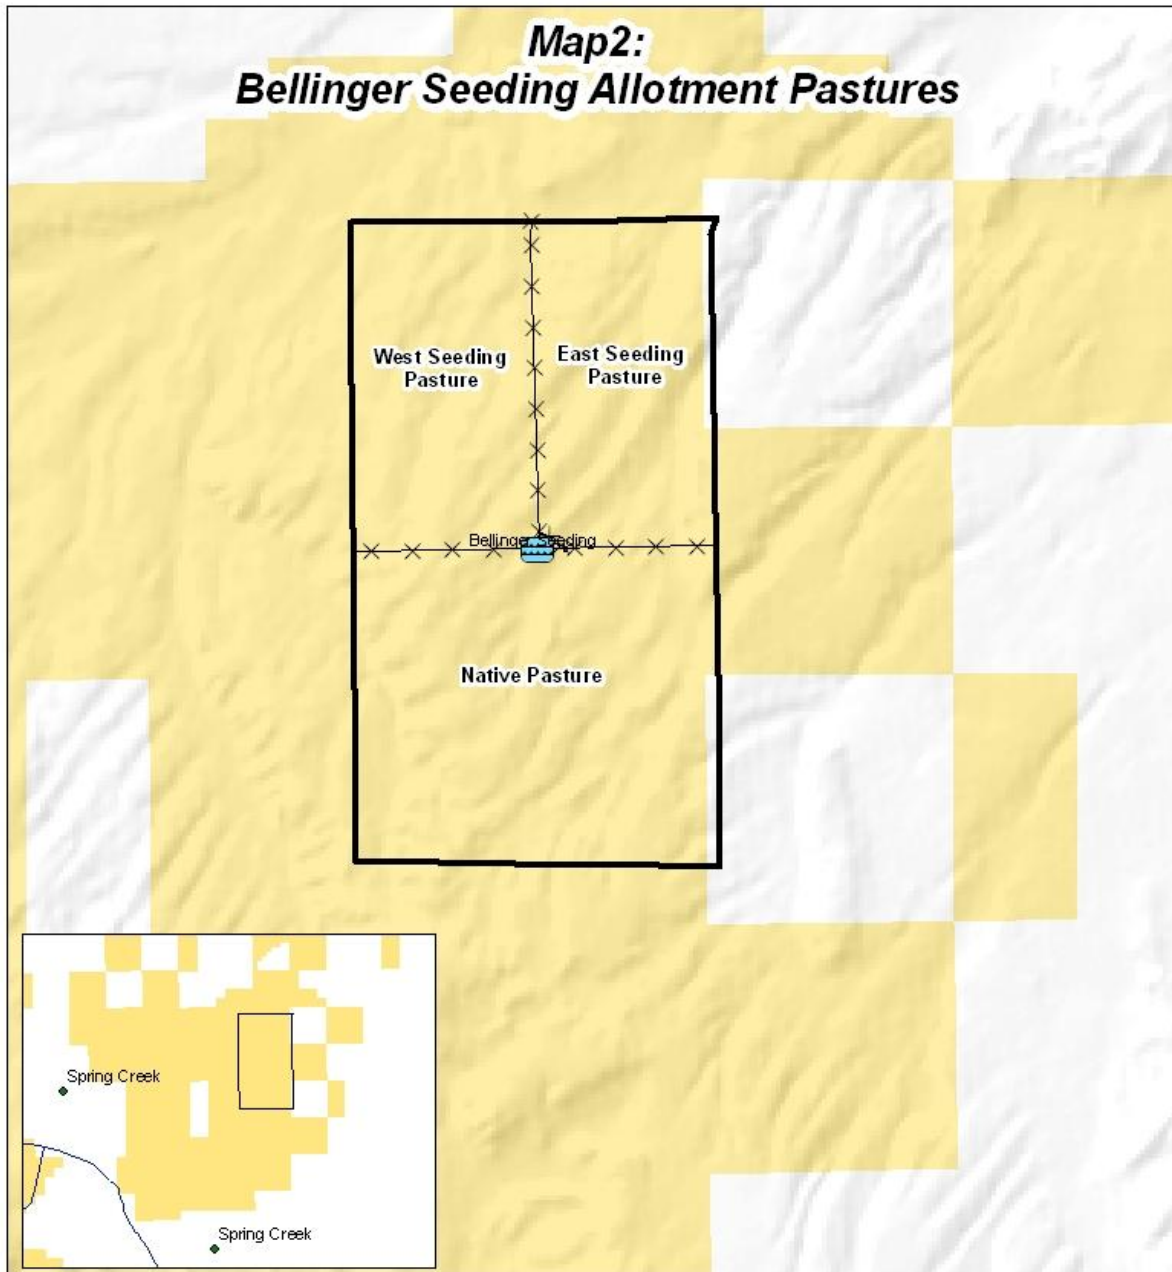 Map2:
Bellinger Seeding Allotment Pastures
West Seeding
Pasture
East Seeding
Pasture
Bellinger Seeding
Native Pasture
Spring Creek
Spring Creek